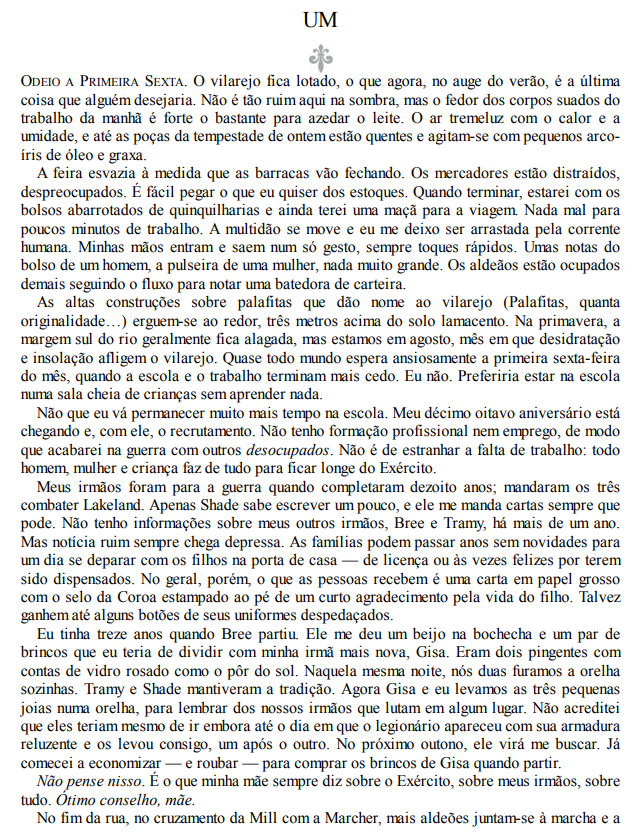 UM
ODEIO A PRIMEIRA SEXTA. O vilarejo fica lotado, o que agora, no auge do verão, é a última
coisa que alguém desejaria. Não é tão ruim aqui na sombra, mas o fedor dos corpos suados do
trabalho da manhã é forte o bastante para azedar o leite. O ar tremeluz com o calor e a
umidade, e até as poças da tempestade de ontem estão quentes e agitam-se com pequenos arco-
íris de óleo e graxa.
A feira esvazia à medida que as barracas vão fechando. Os mercadores estão distraídos,
despreocupados. É fácil pegar o que eu quiser dos estoques. Quando terminar, estarei com os
bolsos abarrotados de quinquilharias e ainda terei uma maçã para a viagem. Nada mal para
poucos minutos de trabalho. A multidão se move e eu me deixo ser arrastada pela corrente
humana. Minhas mãos entram e saem num só gesto, sempre toques rápidos. Umas notas do
bolso de um homem, a pulseira de uma mulher, nada muito grande. Os aldeãos estão ocupados
demais seguindo o fluxo para notar uma batedora de carteira.
As altas construções sobre palafitas que dão nome ao vilarejo (Palafitas, quanta
originalidade…) erguem-se ao redor, três metros acima do solo lamacento. Na primavera, a
margem sul do rio geralmente fica alagada, mas estamos em agosto, mês em que desidratação
e insolação afligem o vilarejo. Quase todo mundo espera ansiosamente a primeira sexta-feira
do mês, quando a escola e o trabalho terminam mais cedo. Eu não. Preferiria estar na escola
numa sala cheia de crianças sem aprender nada.
Não que eu vá permanecer muito mais tempo na escola. Meu décimo oitavo aniversário está
chegando e, com ele, o recrutamento. Não tenho formação profissional nem emprego, de modo
que acabarei na guerra com outros desocupados. Não é de estranhar a falta de trabalho: todo
homem, mulher e criança faz de tudo para ficar longe do Exército.
Meus irmãos foram para a guerra quando completaram dezoito anos; mandaram os três
combater Lakeland. Apenas Shade sabe escrever um pouco, e ele me manda cartas sempre que
pode. Não tenho informações sobre meus outros irmãos, Bree e Tramy, há mais de um ano.
Mas notícia ruim sempre chega depressa. As famílias podem passar anos sem novidades para
um dia se deparar com os filhos na porta de casa — de licença ou às vezes felizes por terem
sido dispensados. No geral, porém, o que as pessoas recebem é uma carta em papel grosso
com o selo da Coroa estampado ao pé de um curto agradecimento pela vida do filho. Talvez
ganhem até alguns botões de seus uniformes despedaçados.
Eu tinha treze anos quando Bree partiu. Ele me deu um beijo na bochecha e um par de
brincos que eu teria de dividir com minha irmã mais nova, Gisa. Eram dois pingentes com
contas de vidro rosado como o pôr do sol. Naquela mesma noite, nós duas furamos a orelha
sozinhas. Tramy e Shade mantiveram a tradição. Agora Gisa e eu levamos as três pequenas
joias numa orelha, para lembrar dos nossos irmãos que lutam em algum lugar. Não acreditei
que eles teriam mesmo de ir embora até o dia em que o legionário apareceu com sua armadura
reluzente e os levou consigo, um após o outro. No próximo outono, ele virá me buscar. Já
comecei a economizar — e roubar — para comprar os brincos de Gisa quando partir.
Não pense nisso. É o que minha mãe sempre diz sobre o Exército, sobre meus irmãos, sobre
tudo. Ótimo conselho, mãe.
No fim da rua, no cruzamento da Mill com a Marcher, mais aldeões juntam-se à marcha e a